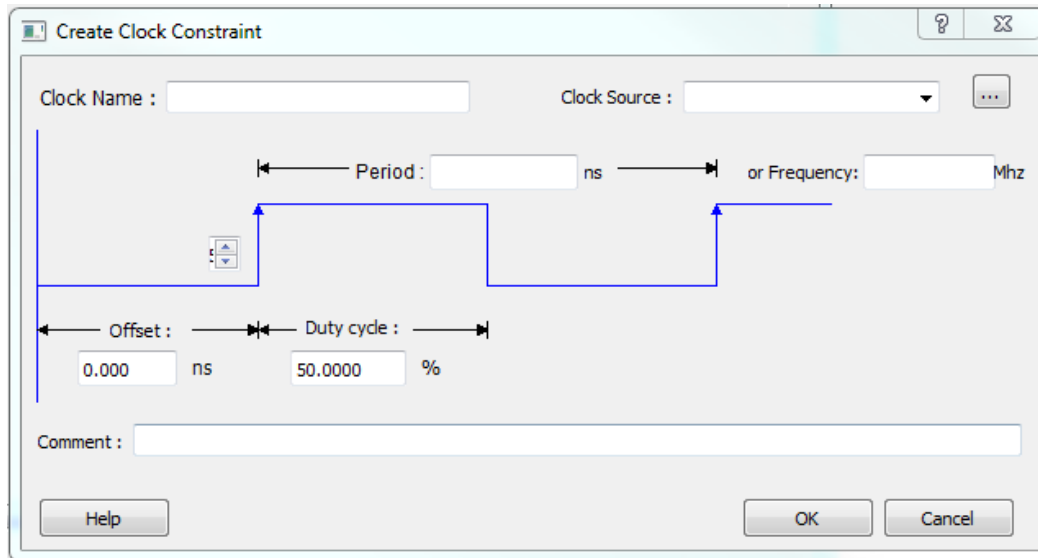 Create Clock Constraint
Clock Name : Clock Source : ...
Period : ns or Frequency: Mhz
Offset : Duty cycle :
0.000 ns 50.0000 %
Comment :
Help OK Cancel